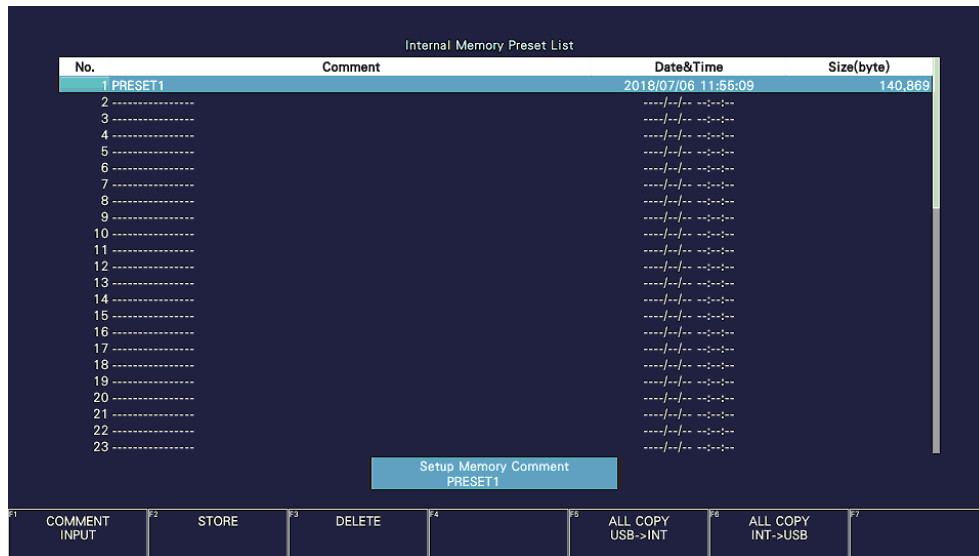 Internal Memory Preset List
No. Comment Date&Time Size(byte)
1 PRESET1 2018/07/06 11:55:09 140,869
2 ----------------- ----/--/-- --:--:--
3 ----------------- ----/--/-- --:--:--
4 ----------------- ----/--/-- --:--:--
5 ----------------- ----/--/-- --:--:--
6 ----------------- ----/--/-- --:--:--
7 ----------------- ----/--/-- --:--:--
8 ----------------- ----/--/-- --:--:--
9 ----------------- ----/--/-- --:--:--
10 ----------------- ----/--/-- --:--:--
11 ----------------- ----/--/-- --:--:--
12 ----------------- ----/--/-- --:--:--
13 ----------------- ----/--/-- --:--:--
14 ----------------- ----/--/-- --:--:--
15 ----------------- ----/--/-- --:--:--
16 ----------------- ----/--/-- --:--:--
17 ----------------- ----/--/-- --:--:--
18 ----------------- ----/--/-- --:--:--
19 ----------------- ----/--/-- --:--:--
20 ----------------- ----/--/-- --:--:--
21 ----------------- ----/--/-- --:--:--
22 ----------------- ----/--/-- --:--:--
23 ----------------- ----/--/-- --:--:--
Setup Memory Comment
PRESET1
F1 COMMENT INPUT
F2 STORE
F3 DELETE
F4
F5 ALL COPY USB->INT
F6 ALL COPY INT->USB
F7